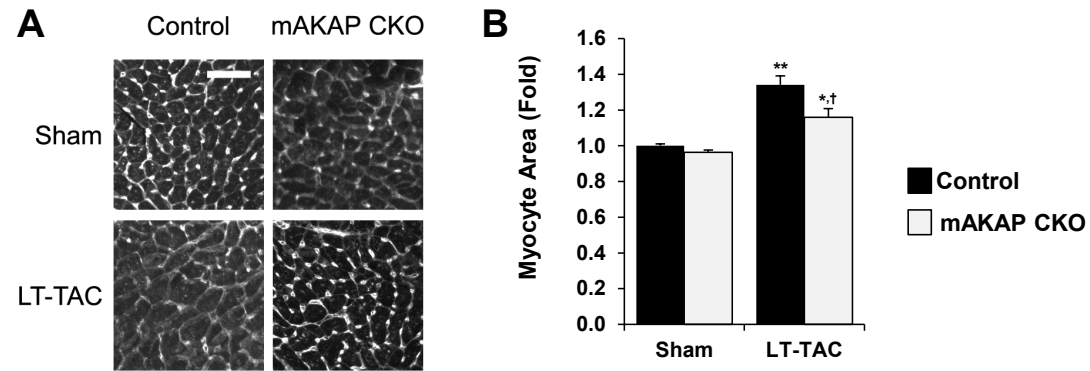 A
Control
mAKAP CKO
Sham
LT-TAC
B
Myocyte Area (Fold)
1.6
1.4
1.2
1.0
0.8
0.6
0.4
0.2
0.0
**
*,†
Sham
LT-TAC
Control
mAKAP CKO